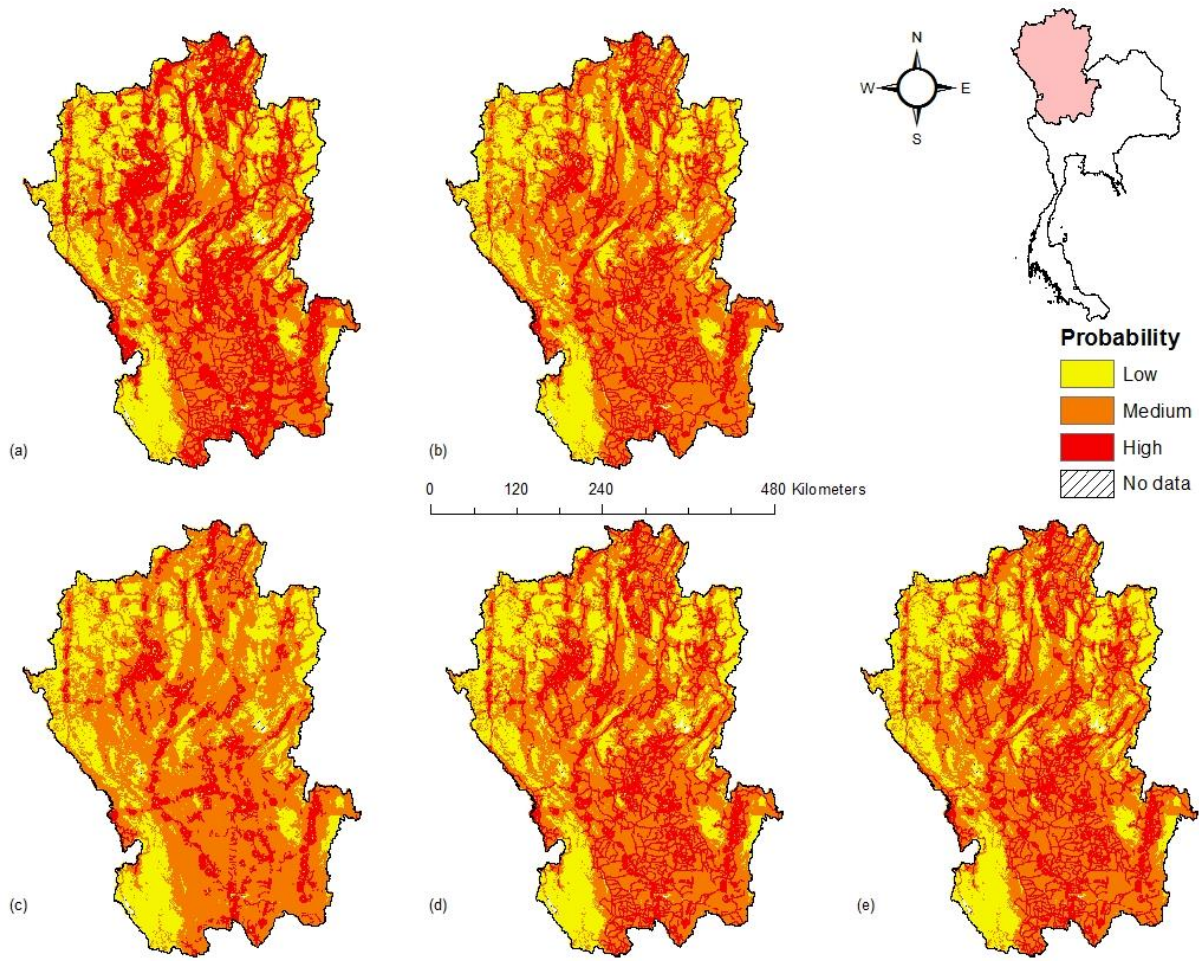 N
W
E
S
Probability
Low
Medium
High
No data
(a)
(b)
0 120 240 480 Kilometers
(c)
(d)
(e)